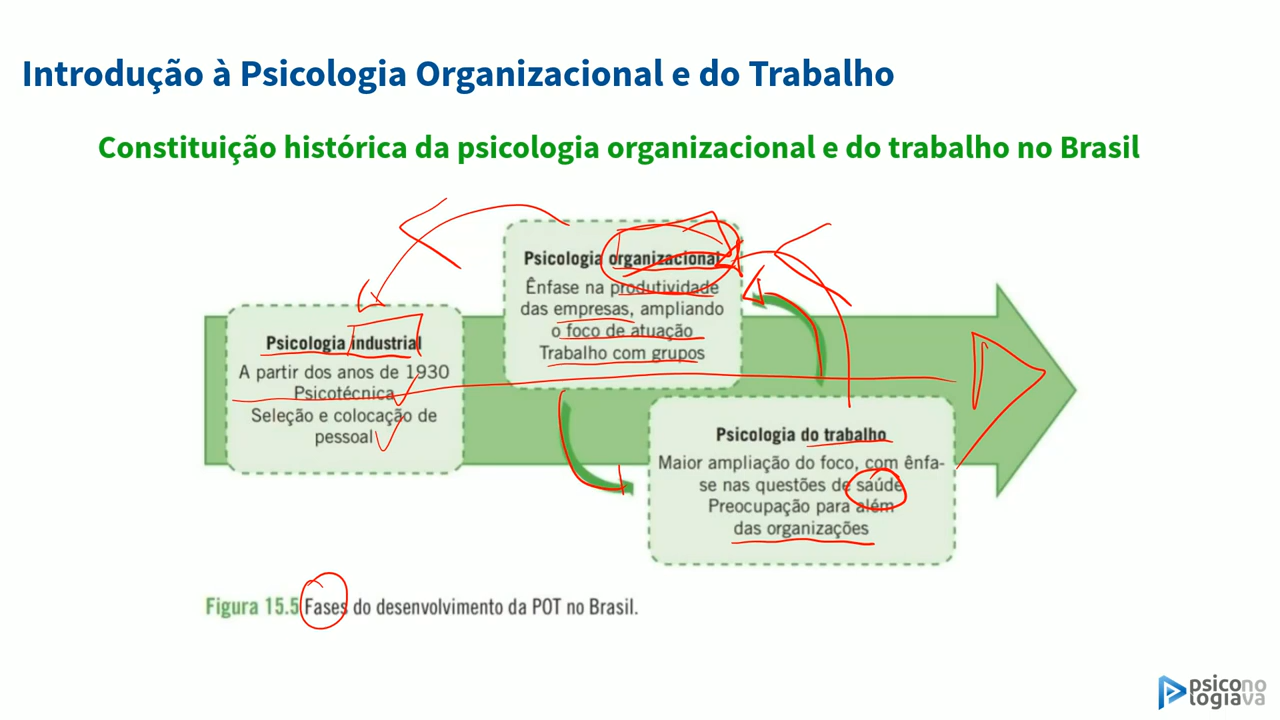 Introdução à Psicologia Organizacional e do Trabalho
Constituição histórica da psicologia organizacional e do trabalho no Brasil
Psicologia industrial
A partir dos anos de 1930
Psicotécnica
Seleção e colocação de
pessoal
Psicologia organizacional
Ênfase na produtividade
das empresas, ampliando
o foco de atuação
Trabalho com grupos
Psicologia do trabalho
Maior ampliação do foco, com ênfa-
se nas questões de saúde
Preocupação para além
das organizações
Figura 15.5 Fases do desenvolvimento da POT no Brasil.
psicono
logiava